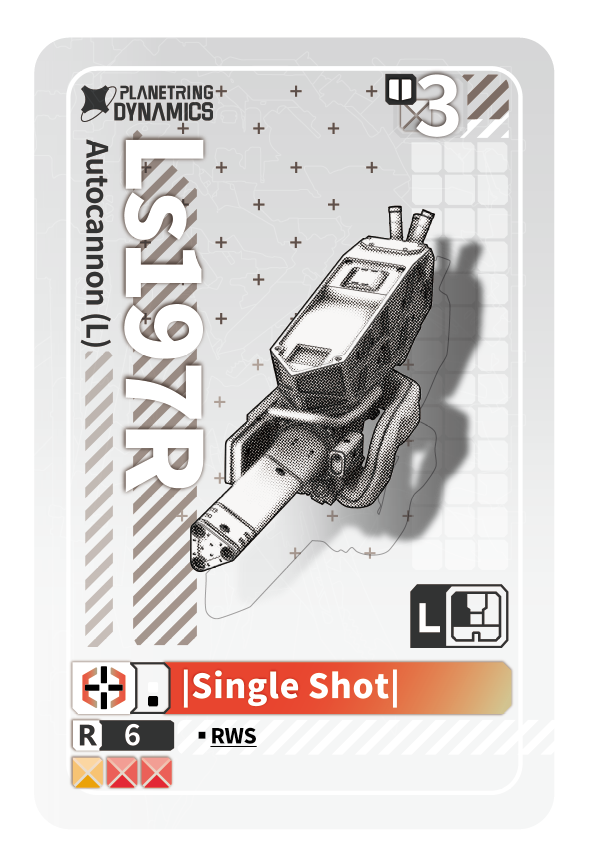 PLANETRING
DYNAMICS
3
LS197R
Autocannon (L)
L
|Single Shot|
R 6
▪ RWS